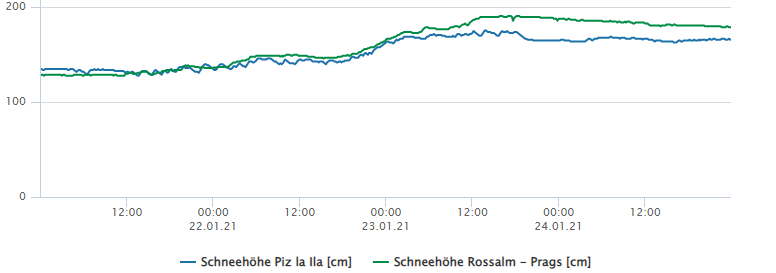 200
100
0
12:00 00:00 12:00 00:00 12:00 00:00 12:00
22.01.21 23.01.21 24.01.21
Schneehöhe Piz la Ila [cm] Schneehöhe Rossalm - Prags [cm]